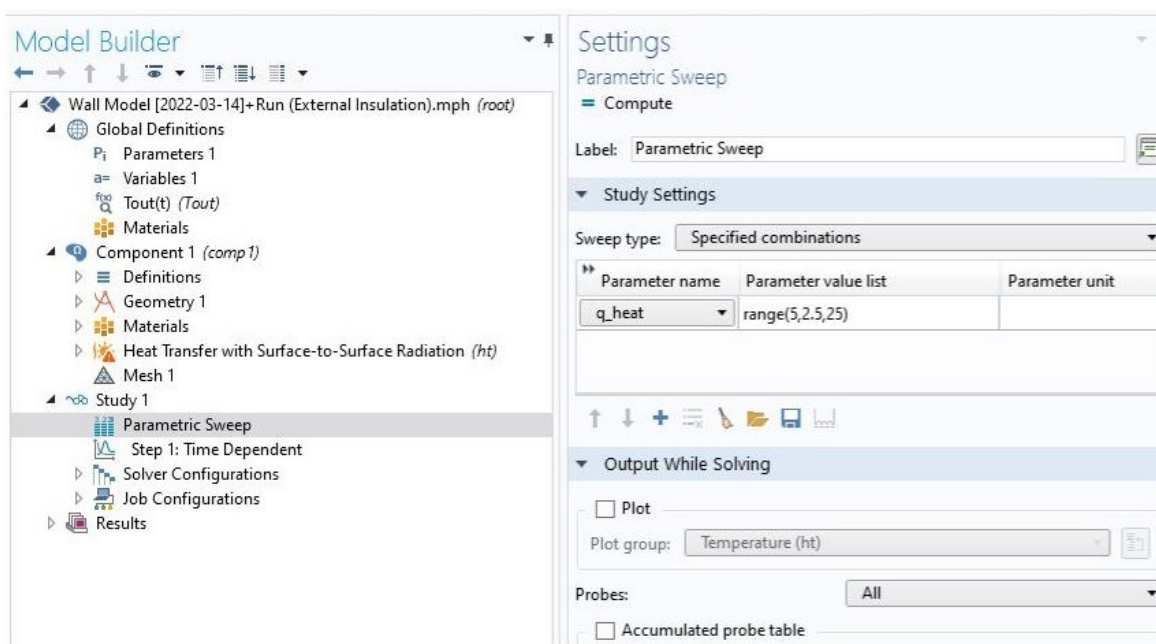 Model Builder
Wall Model [2022-03-14]+Run (External Insulation).mph (root)
Global Definitions
Pi Parameters 1
a= Variables 1
f(x) Tout(t) (Tout)
Materials
Component 1 (comp1)
Definitions
Geometry 1
Materials
Heat Transfer with Surface-to-Surface Radiation (ht)
Mesh 1
Study 1
Parametric Sweep
Step 1: Time Dependent
Solver Configurations
Job Configurations
Results
Settings
Parametric Sweep
= Compute
Label: Parametric Sweep
Study Settings
Sweep type: Specified combinations
Parameter name Parameter value list Parameter unit
q_heat range(5,2.5,25)
Output While Solving
Plot
Plot group: Temperature (ht)
Probes: All
Accumulated probe table